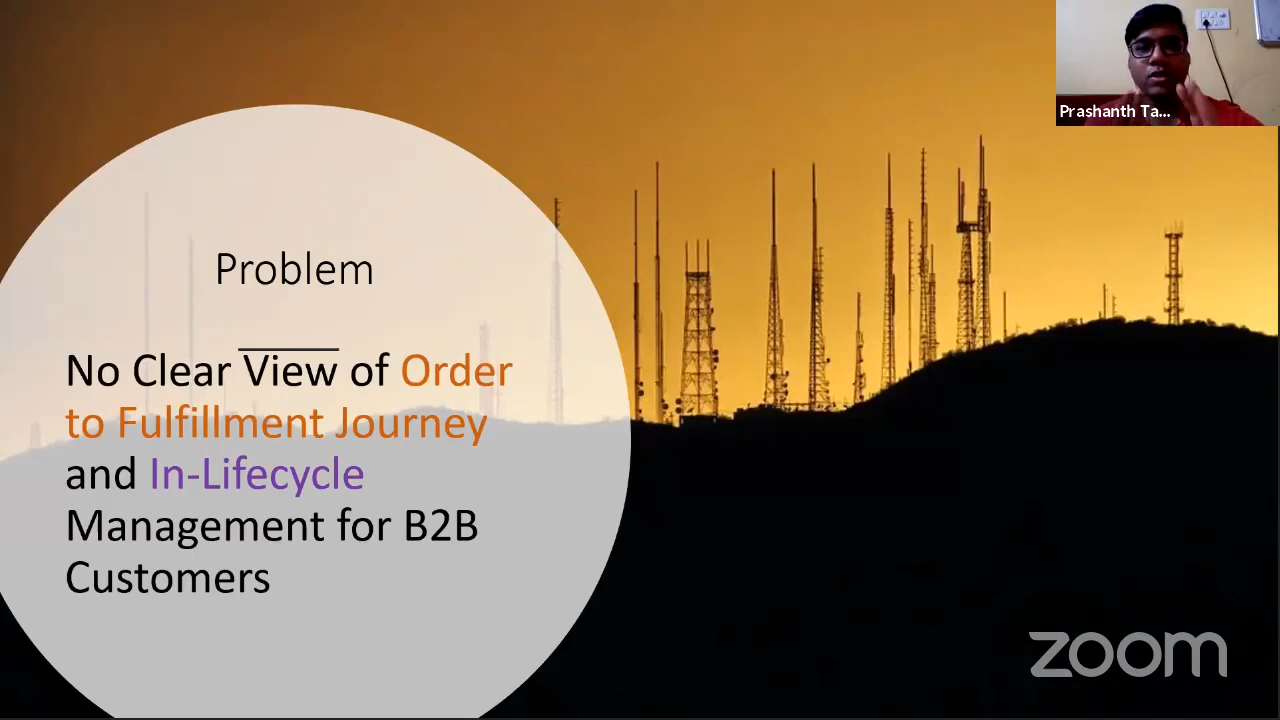 Prashanth Ta...
Problem
No Clear View of Order
to Fulfillment Journey
and In-Lifecycle
Management for B2B
Customers
zoom